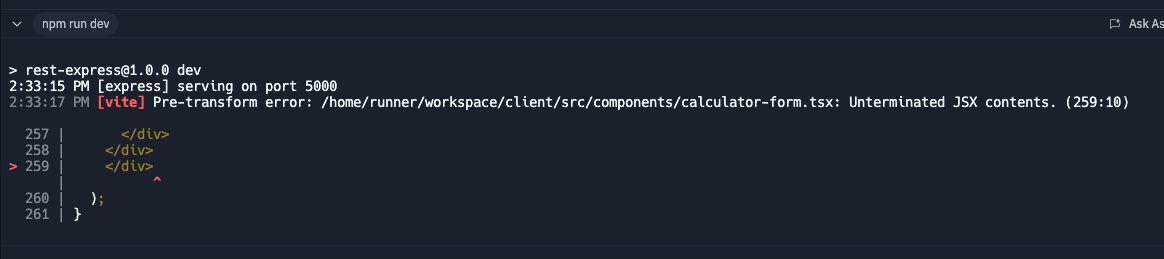 npm run dev
Ask As
> rest-express@1.0.0 dev
2:33:15 PM [express] serving on port 5000
2:33:17 PM [vite] Pre-transform error: /home/runner/workspace/client/src/components/calculator-form.tsx: Unterminated JSX contents. (259:10)
257 |       </div>
258 |     </div>
> 259 |     </div>
|           ^
260 |   );
261 | }